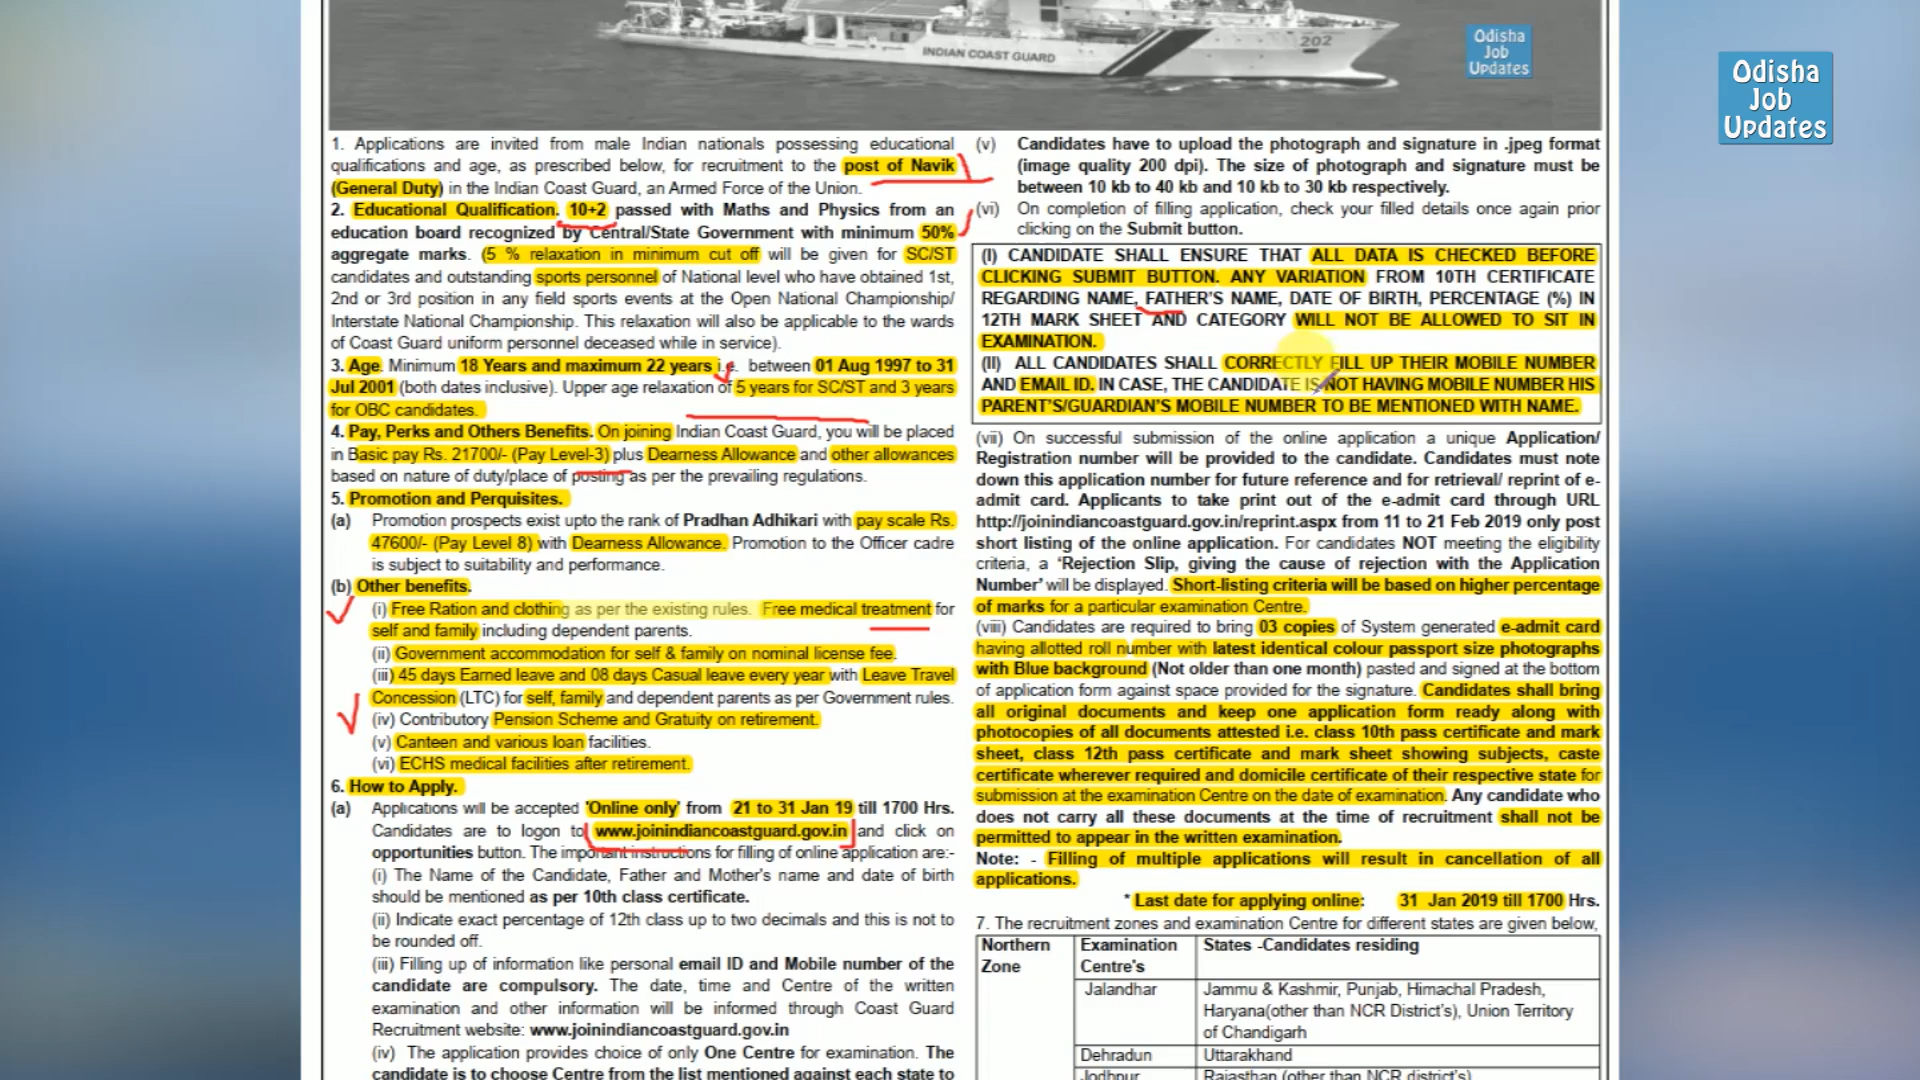 INDIAN COAST GUARD
202
Odisha
Job
Updates
Odisha
Job
Updates
1. Applications are invited from male Indian nationals possessing educational
qualifications and age, as prescribed below, for recruitment to the post of Navik
(General Duty) in the Indian Coast Guard, an Armed Force of the Union.
2. Educational Qualification. 10+2 passed with Maths and Physics from an
education board recognized by Central/State Government with minimum 50%
aggregate marks. (5 % relaxation in minimum cut off will be given for SC/ST
candidates and outstanding sports personnel of National level who have obtained 1st,
2nd or 3rd position in any field sports events at the Open National Championship/
Interstate National Championship. This relaxation will also be applicable to the wards
of Coast Guard uniform personnel deceased while in service).
3. Age. Minimum 18 Years and maximum 22 years i.e. between 01 Aug 1997 to 31
Jul 2001 (both dates inclusive). Upper age relaxation of 5 years for SC/ST and 3 years
for OBC candidates.
4. Pay, Perks and Others Benefits. On joining Indian Coast Guard, you will be placed
in Basic pay Rs. 21700/- (Pay Level-3) plus Dearness Allowance and other allowances
based on nature of duty/place of posting as per the prevailing regulations.
5. Promotion and Perquisites.
(a) Promotion prospects exist upto the rank of Pradhan Adhikari with pay scale Rs.
47600/- (Pay Level 8) with Dearness Allowance. Promotion to the Officer cadre
is subject to suitability and performance.
(b) Other benefits.
(i) Free Ration and clothing as per the existing rules. Free medical treatment for
self and family including dependent parents.
(ii) Government accommodation for self & family on nominal license fee.
(iii) 45 days Earned leave and 08 days Casual leave every year with Leave Travel
Concession (LTC) for self, family and dependent parents as per Government rules.
(iv) Contributory Pension Scheme and Gratuity on retirement.
(v) Canteen and various loan facilities.
(vi) ECHS medical facilities after retirement.
6. How to Apply.
(a) Applications will be accepted 'Online only' from 21 to 31 Jan 19 till 1700 Hrs.
Candidates are to logon to www.joinindiancoastguard.gov.in and click on
opportunities button. The important instructions for filling of online application are:-
(i) The Name of the Candidate, Father and Mother's name and date of birth
should be mentioned as per 10th class certificate.
(ii) Indicate exact percentage of 12th class up to two decimals and this is not to
be rounded off.
(iii) Filling up of information like personal email ID and Mobile number of the
candidate are compulsory. The date, time and Centre of the written
examination and other information will be informed through Coast Guard
Recruitment website: www.joinindiancoastguard.gov.in
(iv) The application provides choice of only One Centre for examination. The
candidate is to choose Centre from the list mentioned against each state to
(v) Candidates have to upload the photograph and signature in .jpeg format
(image quality 200 dpi). The size of photograph and signature must be
between 10 kb to 40 kb and 10 kb to 30 kb respectively.
(vi) On completion of filling application, check your filled details once again prior
clicking on the Submit button.
(I) CANDIDATE SHALL ENSURE THAT ALL DATA IS CHECKED BEFORE
CLICKING SUBMIT BUTTON. ANY VARIATION FROM 10TH CERTIFICATE
REGARDING NAME, FATHER'S NAME, DATE OF BIRTH, PERCENTAGE (%) IN
12TH MARK SHEET AND CATEGORY WILL NOT BE ALLOWED TO SIT IN
EXAMINATION.
(II) ALL CANDIDATES SHALL CORRECTLY FILL UP THEIR MOBILE NUMBER
AND EMAIL ID. IN CASE, THE CANDIDATE IS NOT HAVING MOBILE NUMBER HIS
PARENT'S/GUARDIAN'S MOBILE NUMBER TO BE MENTIONED WITH NAME.
(vii) On successful submission of the online application a unique Application/
Registration number will be provided to the candidate. Candidates must note
down this application number for future reference and for retrieval/ reprint of e-
admit card. Applicants to take print out of the e-admit card through URL
http://joinindiancoastguard.gov.in/reprint.aspx from 11 to 21 Feb 2019 only post
short listing of the online application. For candidates NOT meeting the eligibility
criteria, a 'Rejection Slip, giving the cause of rejection with the Application
Number' will be displayed. Short-listing criteria will be based on higher percentage
of marks for a particular examination Centre.
(viii) Candidates are required to bring 03 copies of System generated e-admit card
having allotted roll number with latest identical colour passport size photographs
with Blue background (Not older than one month) pasted and signed at the bottom
of application form against space provided for the signature. Candidates shall bring
all original documents and keep one application form ready along with
photocopies of all documents attested i.e. class 10th pass certificate and mark
sheet, class 12th pass certificate and mark sheet showing subjects, caste
certificate wherever required and domicile certificate of their respective state for
submission at the examination Centre on the date of examination. Any candidate who
does not carry all these documents at the time of recruitment shall not be
permitted to appear in the written examination.
Note: - Filling of multiple applications will result in cancellation of all
applications.
* Last date for applying online: 31 Jan 2019 till 1700 Hrs.
7. The recruitment zones and examination Centre for different states are given below,
Northern Examination States -Candidates residing
Zone Centre's
Jalandhar Jammu & Kashmir, Punjab, Himachal Pradesh,
Haryana(other than NCR District's), Union Territory
of Chandigarh
Dehradun Uttarakhand
Jodhpur Rajasthan (other than NCR district's)